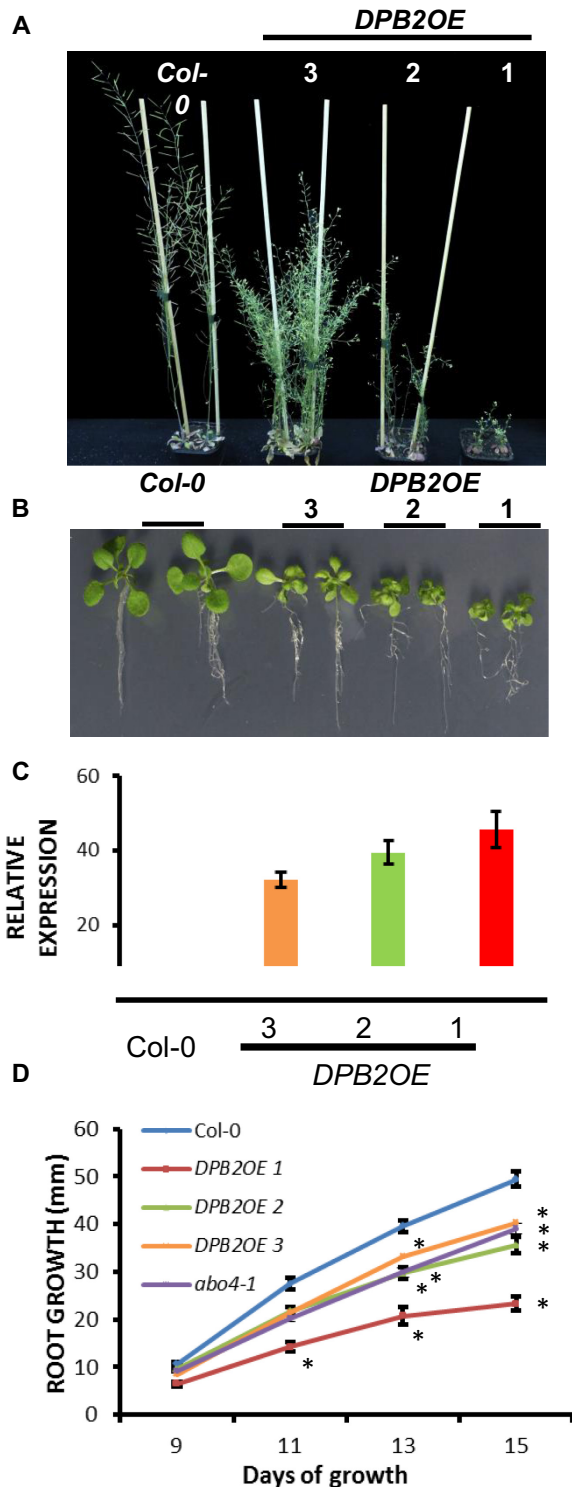 A
DPB2OE
Col-0 3 2 1
Col-0 DPB2OE
B
3 2 1
C
60
40
20
RELATIVE EXPRESSION
3 2 1
Col-0
DPB2OE
D
60
50
40
30
20
10
0
ROOT GROWTH (mm)
Col-0
DPB2OE 1
DPB2OE 2
DPB2OE 3
abo4-1
* * * * * * * * *
9 11 13 15
Days of growth